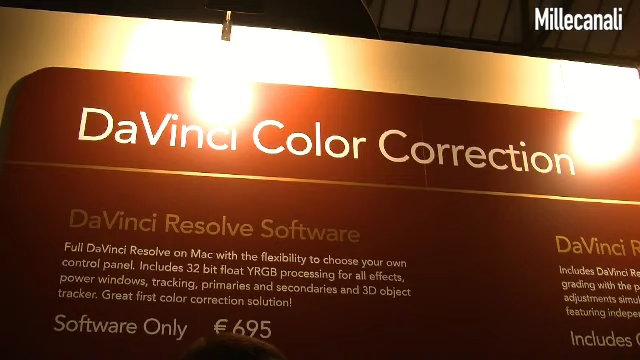 Millecanali
DaVinci Color Correction
DaVinci Resolve Software
Full DaVinci Resolve on Mac with the flexibility to choose your own
control panel. Includes 32 bit float YRGB processing for all effects,
power windows, tracking, primaries and secondaries and 3D object
tracker. Great first color correction solution!
Software Only € 695
DaVinci R
Includes DaVinci Re
grading with the p
adjustments simul
featuring indepen
Includes